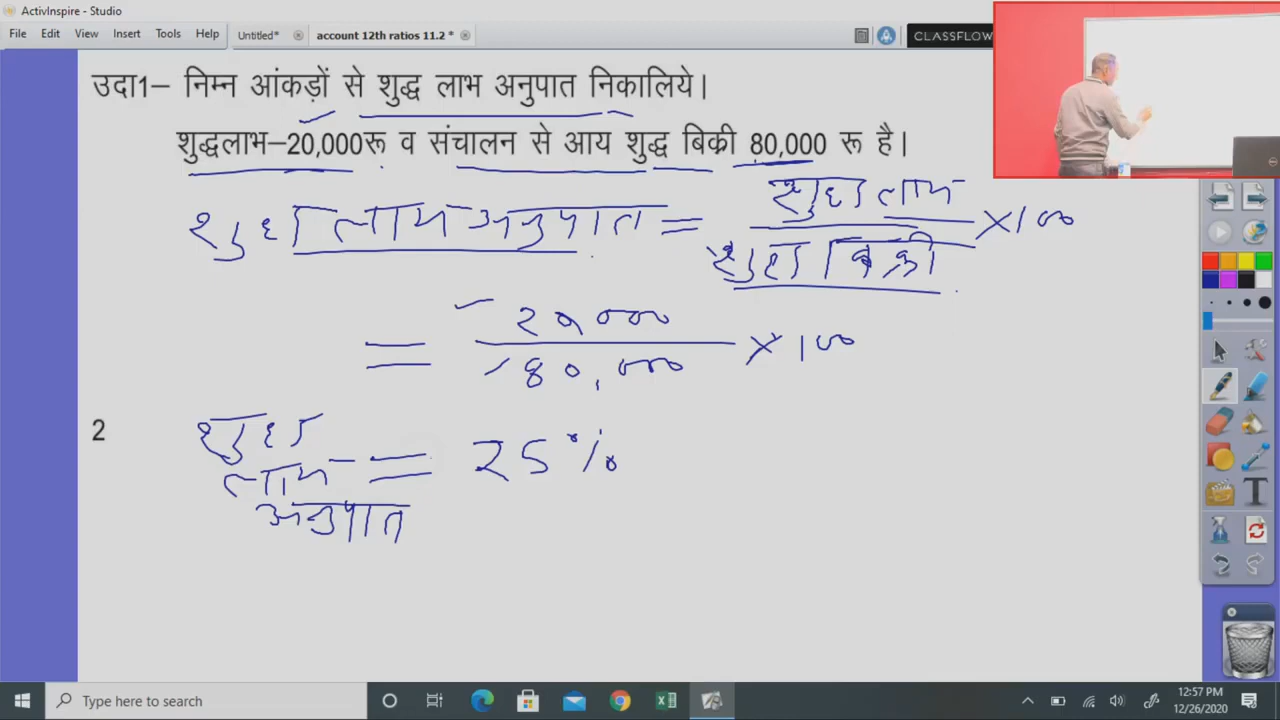 ActivInspire - Studio
File Edit View Insert Tools Help Untitled* account 12th ratios 11.2 * CLASSFLOW
उदा1– निम्न आंकड़ों से शुद्ध लाभ अनुपात निकालिये।
शुद्धलाभ–20,000रू व संचालन से आय शुद्ध बिक्री 80,000 रू है।
शुद्ध लाभ अनुपात = शुद्ध लाभ / शुद्ध बिक्री ×100
= 20,000 / 80,000 ×100
2
शुद्ध लाभ अनुपात = 25%
Type here to search
12:57 PM
12/26/2020